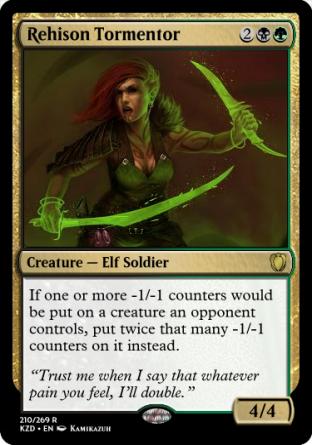 Rehison Tormentor 2
Creature — Elf Soldier
If one or more -1/-1 counters would
be put on a creature an opponent
controls, put twice that many -1/-1
counters on it instead.
“Trust me when I say that whatever
pain you feel, I’ll double.”
4/4
210/269 R
KZD • EN Kamikazuh